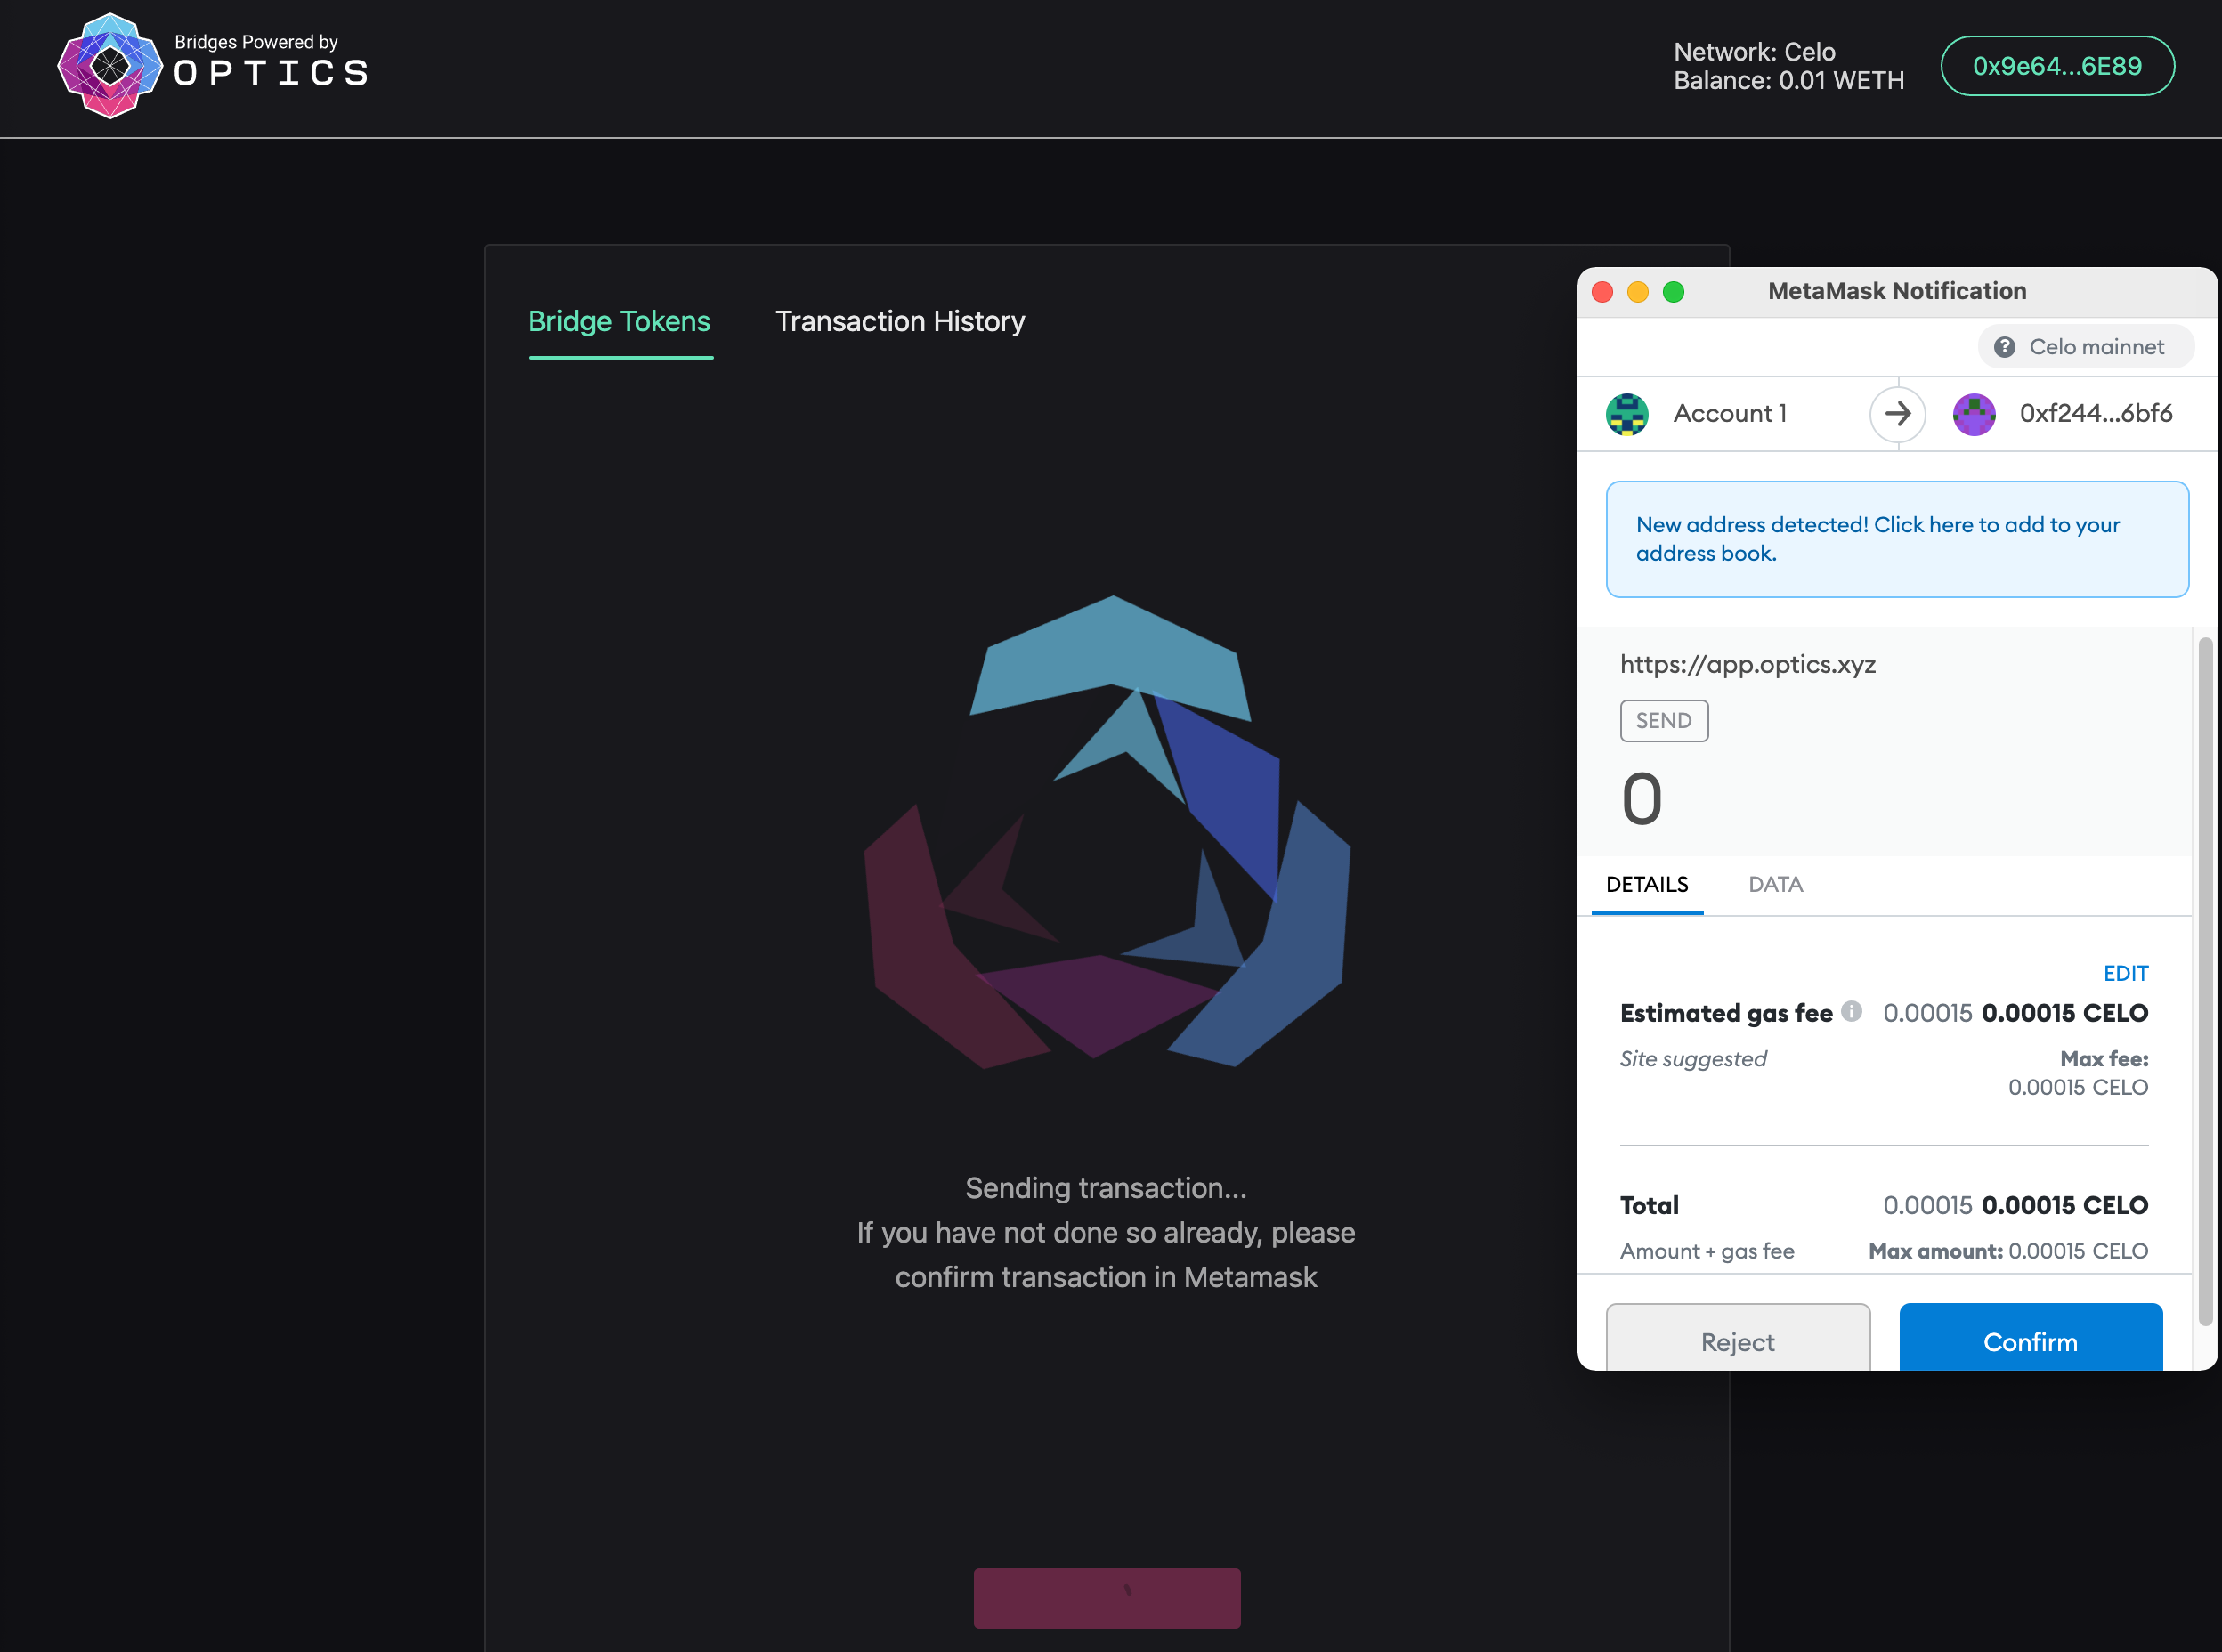 Bridges Powered by
OPTICS
Network: Celo
Balance: 0.01 WETH
0x9e64...6E89
Bridge Tokens
Transaction History
Sending transaction...
If you have not done so already, please
confirm transaction in Metamask
MetaMask Notification
Celo mainnet
Account 1
0xf244...6bf6
New address detected! Click here to add to your
address book.
https://app.optics.xyz
SEND
0
DETAILS
DATA
EDIT
Estimated gas fee 0.00015 0.00015 CELO
Site suggested
Max fee:
0.00015 CELO
Total 0.00015 0.00015 CELO
Amount + gas fee Max amount: 0.00015 CELO
Reject
Confirm